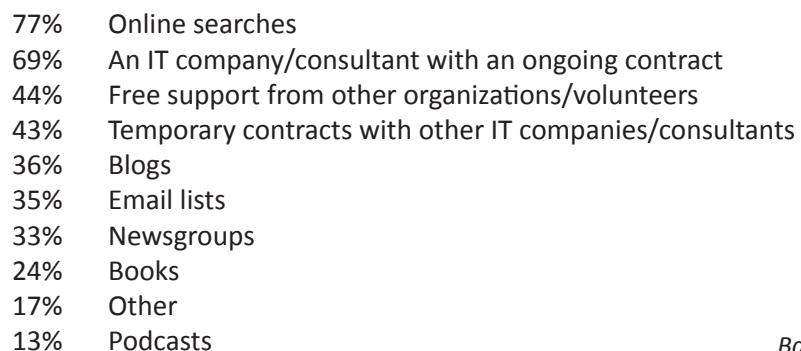 77% Online searches
69% An IT company/consultant with an ongoing contract
44% Free support from other organizations/volunteers
43% Temporary contracts with other IT companies/consultants
36% Blogs
35% Email lists
33% Newsgroups
24% Books
17% Other
13% Podcasts